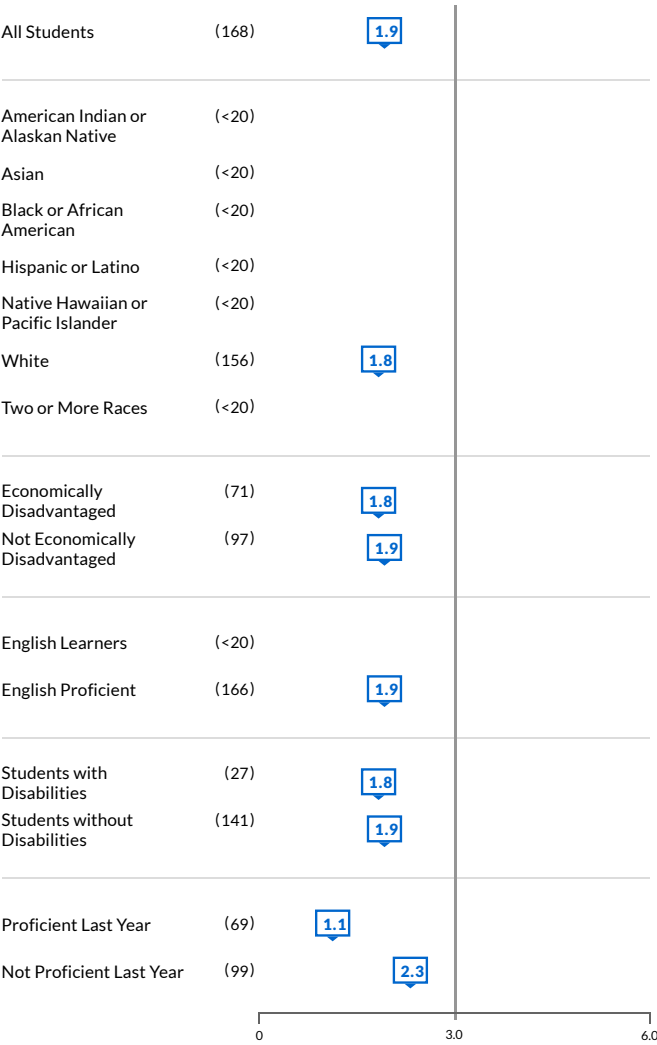 All Students (168) 1.9
American Indian or (<20)
Alaskan Native
Asian (<20)
Black or African (<20)
American
Hispanic or Latino (<20)
Native Hawaiian or (<20)
Pacific Islander
White (156) 1.8
Two or More Races (<20)
Economically (71) 1.8
Disadvantaged
Not Economically (97) 1.9
Disadvantaged
English Learners (<20)
English Proficient (166) 1.9
Students with (27) 1.8
Disabilities
Students without (141) 1.9
Disabilities
Proficient Last Year (69) 1.1
Not Proficient Last Year (99) 2.3
0 3.0 6.0